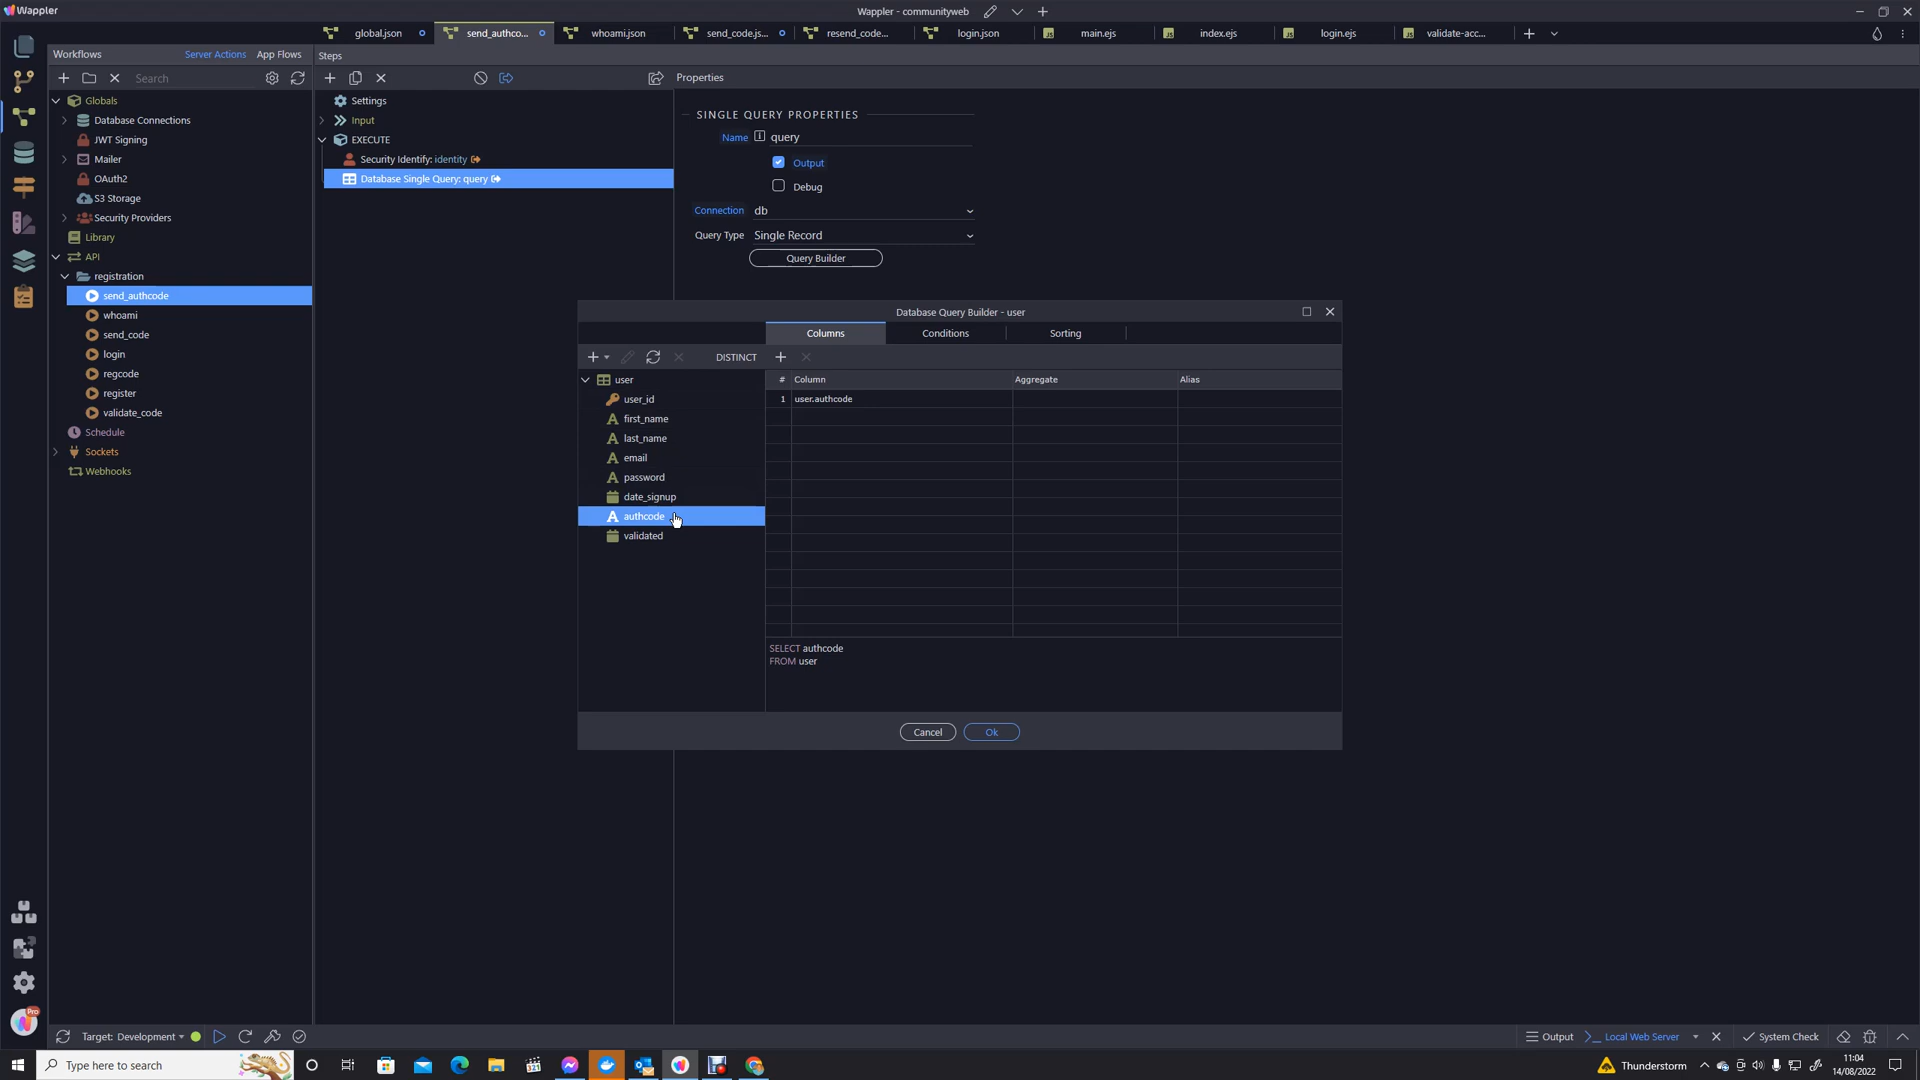 Wappler
Wappler - communityweb
global.json
send_authco...
whoami.json
send_code.js...
resend_code...
login.json
main.ejs
index.ejs
login.ejs
validate-acc...
Workflows
Server Actions
App Flows
Steps
Search
Properties
Globals
Database Connections
JWT Signing
Mailer
OAuth2
S3 Storage
Security Providers
Library
API
registration
send_authcode
whoami
send_code
login
regcode
register
validate_code
Schedule
Sockets
Webhooks
Settings
Input
EXECUTE
Security Identify: identity
Database Single Query: query
SINGLE QUERY PROPERTIES
Name
query
Output
Debug
Connection
db
Query Type
Single Record
Query Builder
Database Query Builder - user
Columns
Conditions
Sorting
DISTINCT
user
user_id
first_name
last_name
email
password
date_signup
authcode
validated
# Column Aggregate Alias
1 user.authcode
SELECT authcode
FROM user
Cancel
Ok
Pro
Target: Development
Output
Local Web Server
System Check
Type here to search
Thunderstorm
11:04
14/08/2022